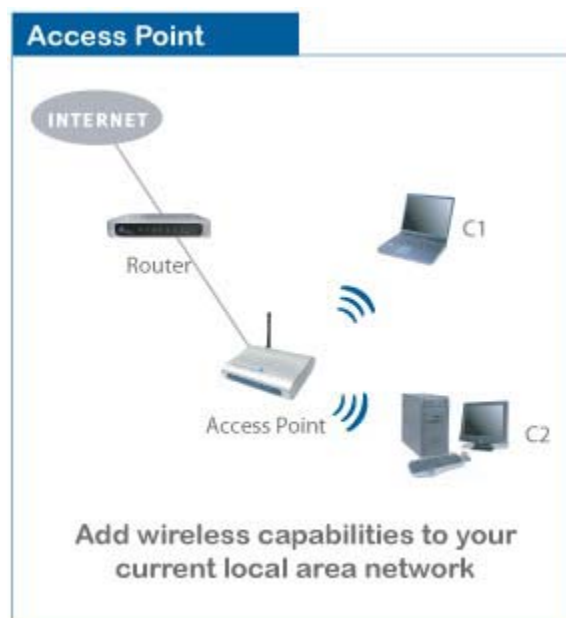 Access Point
INTERNET
Router
C1
Access Point
C2
Add wireless capabilities to your
current local area network